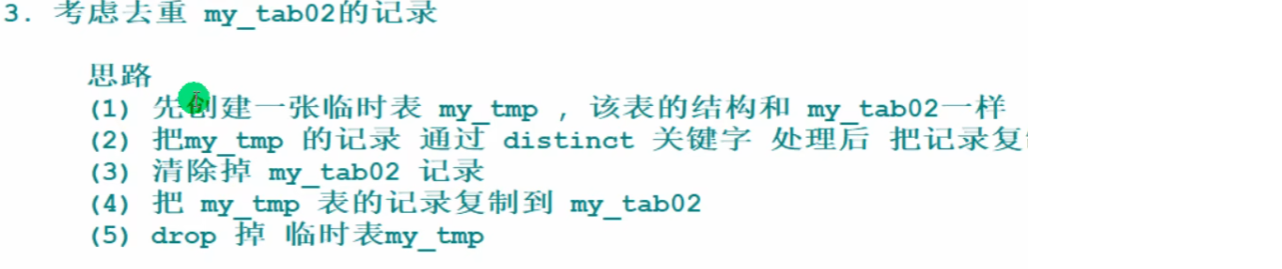 3. 考虑去重 my_tab02的记录
思路
(1) 先创建一张临时表 my_tmp , 该表的结构和 my_tab02一样
(2) 把my_tmp 的记录 通过 distinct 关键字 处理后 把记录复
(3) 清除掉 my_tab02 记录
(4) 把 my_tmp 表的记录复制到 my_tab02
(5) drop 掉 临时表my_tmp